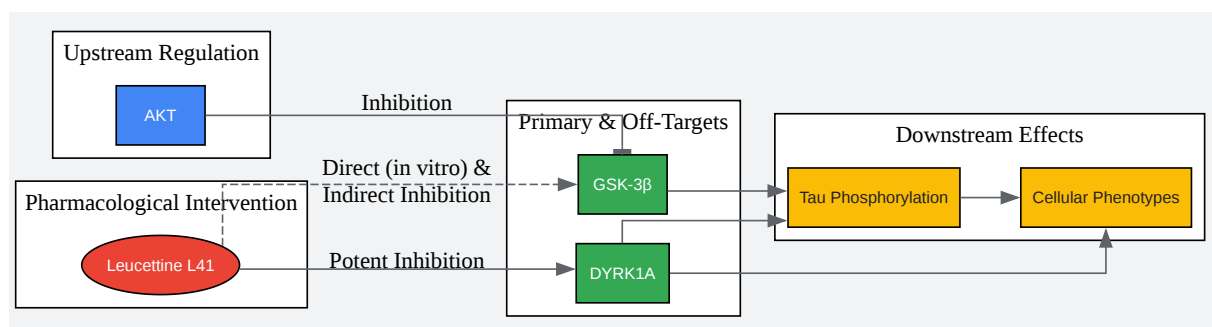 Upstream Regulation
AKT
Inhibition
Pharmacological Intervention
Leucettine L41
Direct (in vitro) &
Indirect Inhibition
Potent Inhibition
Primary & Off-Targets
GSK-3β
DYRK1A
Downstream Effects
Tau Phosphorylation
Cellular Phenotypes